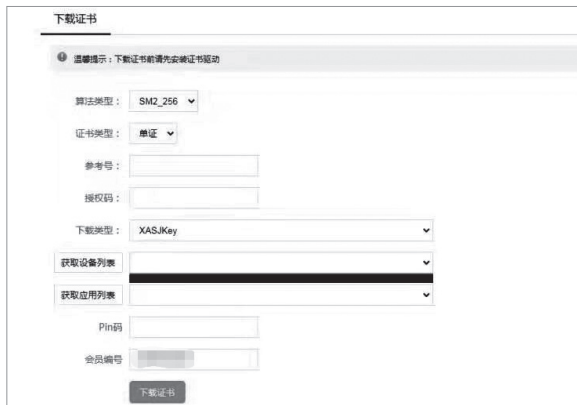 下载证书
温馨提示：下载证书前请先安装证书驱动
算法类型： SM2_256
证书类型： 单证
参考号：
授权码：
下载类型： XASJKey
获取设备列表
获取应用列表
Pin码
会员编号
下载证书